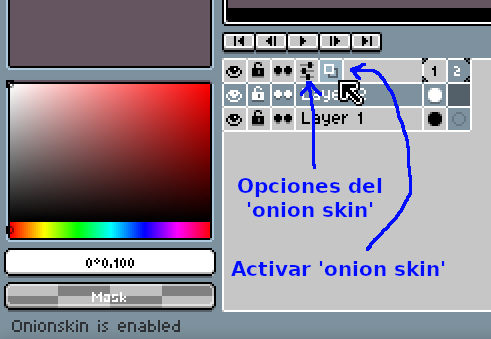 1 2
Layer 2
Layer 1
Opciones del
'onion skin'
Activar 'onion skin'
0°0,100
Mask
Onionskin is enabled